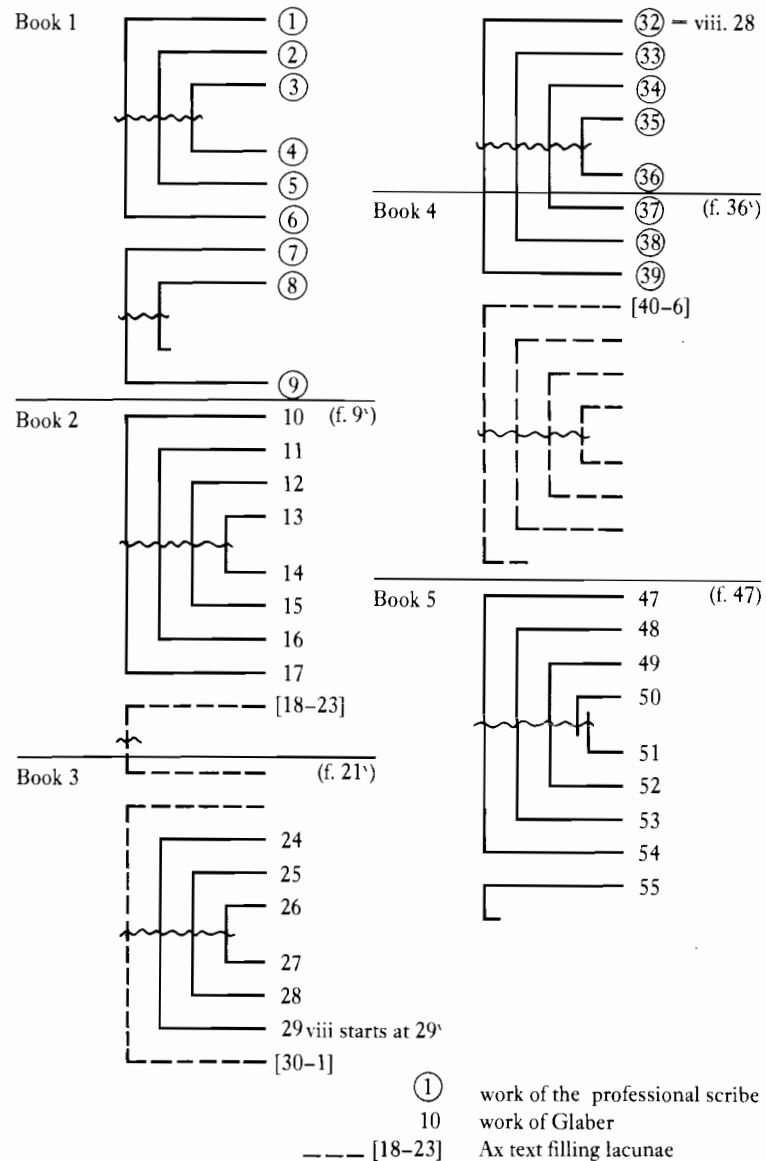 Book 1
①
②
③
④
⑤
⑥
⑦
⑧
⑨
Book 2
10 (f. 9ᵛ)
11
12
13
14
15
16
17
[18–23]
Book 3
(f. 21ᵛ)
24
25
26
27
28
29 viii starts at 29ᵛ
[30–1]
㉜ = viii. 28
㉝
㉞
㉟
㊱
Book 4
㊲ (f. 36ᵛ)
㊳
㊴
[40–6]
Book 5
47 (f. 47)
48
49
50
51
52
53
54
55
① work of the professional scribe
10 work of Glaber
[18–23] Ax text filling lacunae